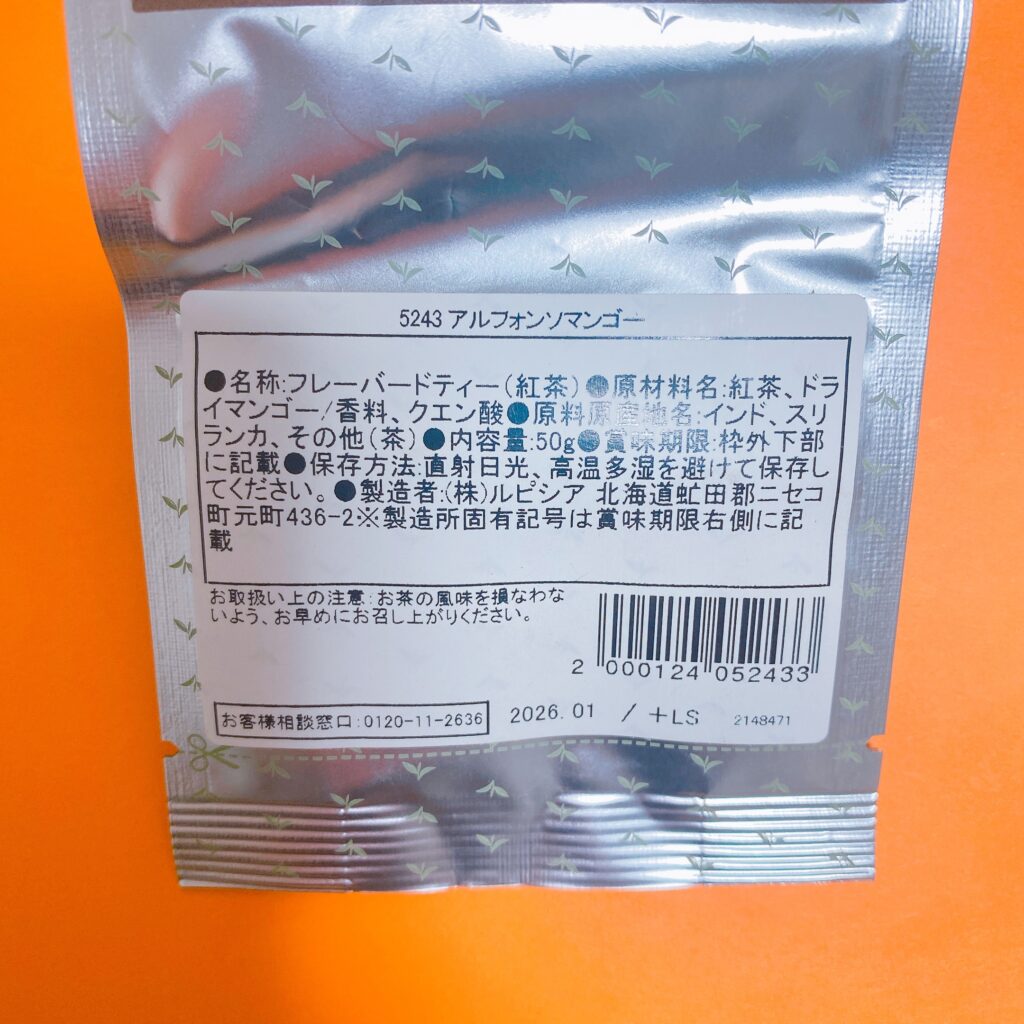 5243 アルフォンソマンゴー
●名称:フレーバードティー(紅茶) ●原材料名:紅茶、ドラ
イマンゴー/香料、クエン酸●原料原産地名:インド、スリ
ランカ、その他(茶) ●内容量:50g●賞味期限:枠外下部
に記載●保存方法:直射日光、高温多湿を避けて保存し
てください。●製造者:(株)ルピシア 北海道虻田郡ニセコ
町元町436-2※製造所固有記号は賞味期限右側に記
載
お取扱い上の注意:お茶の風味を損なわな
いよう、お早めにお召し上がりください。
2 000124 052433
お客様相談窓口:0120-11-2636
2026.01 / +LS 2148471